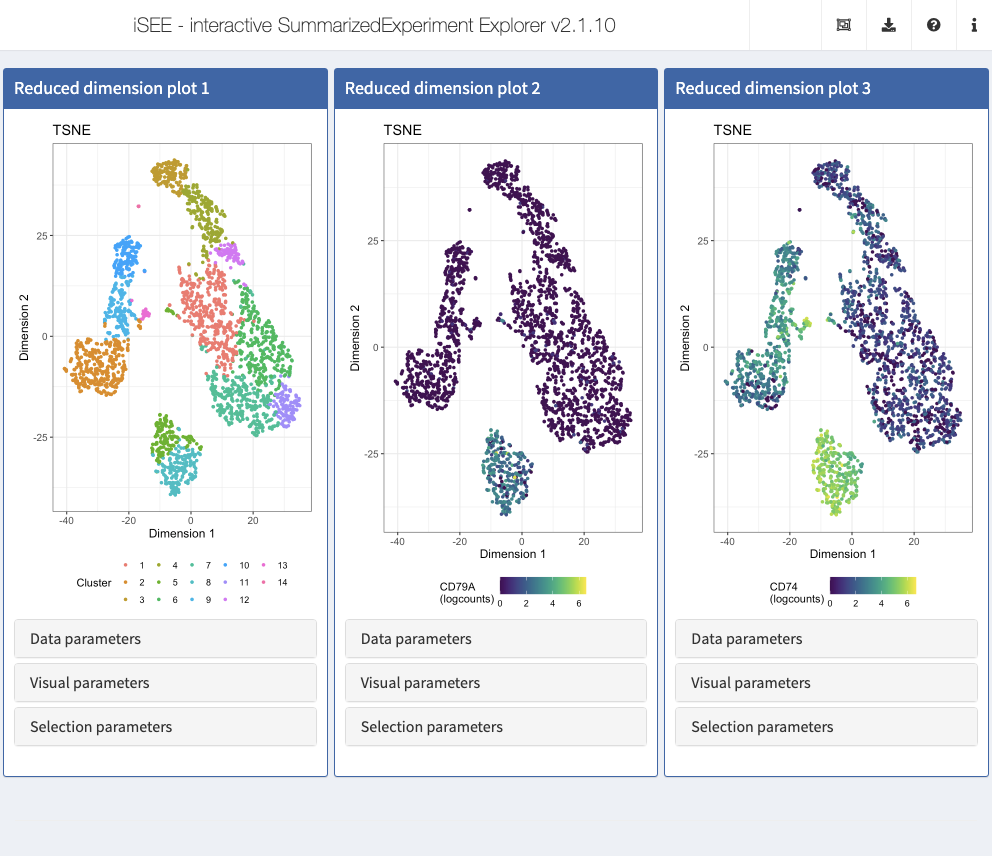 iSEE - interactive SummarizedExperiment Explorer v2.1.10
Reduced dimension plot 1
TSNE
25
0
-25
Dimension 2
-40 -20 0 20
Dimension 1
Cluster
1 4 7 10 13
2 5 8 11 14
3 6 9 12
Data parameters
Visual parameters
Selection parameters
Reduced dimension plot 2
TSNE
25
0
-25
Dimension 2
-40 -20 0 20
Dimension 1
CD79A
(logcounts)
0 2 4 6
Data parameters
Visual parameters
Selection parameters
Reduced dimension plot 3
TSNE
25
0
-25
Dimension 2
-40 -20 0 20
Dimension 1
CD74
(logcounts)
0 2 4 6
Data parameters
Visual parameters
Selection parameters